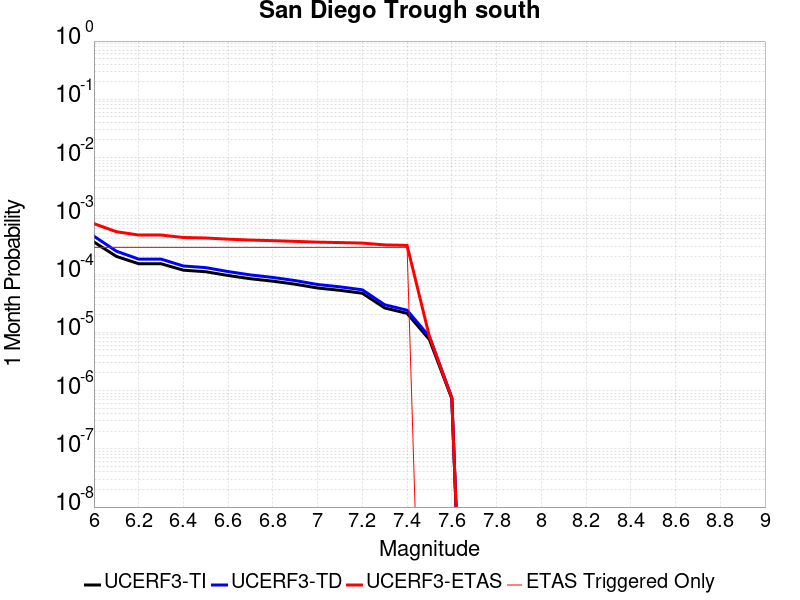 San Diego Trough south
10^0
10^-1
10^-2
10^-3
10^-4
10^-5
10^-6
10^-7
10^-8
1 Month Probability
6 6.2 6.4 6.6 6.8 7 7.2 7.4 7.6 7.8 8 8.2 8.4 8.6 8.8 9
Magnitude
UCERF3-TI UCERF3-TD UCERF3-ETAS ETAS Triggered Only